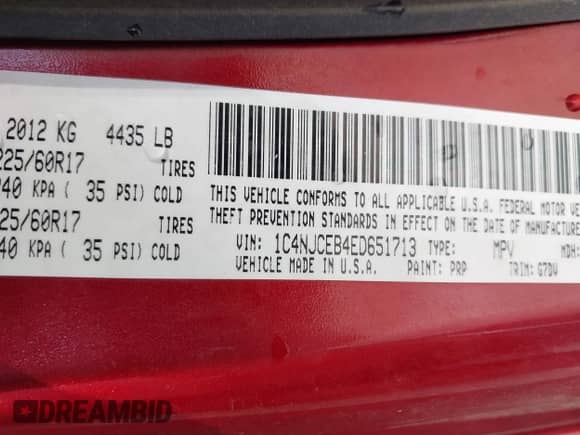 2012 KG 4435 LB
225/60R17 TIRES
240 KPA ( 35 PSI) COLD
225/60R17 TIRES
240 KPA ( 35 PSI) COLD
THIS VEHICLE CONFORMS TO ALL APPLICABLE U.S.A. FEDERAL MOTOR
THEFT PREVENTION STANDARDS IN EFFECT ON THE DATE OF MANUFACTURE
VIN: 1C4NJCEB4ED651713 TYPE: MPV MDH:
VEHICLE MADE IN U.S.A. PAINT: PRP TRIM: G7DV
DREAMBID